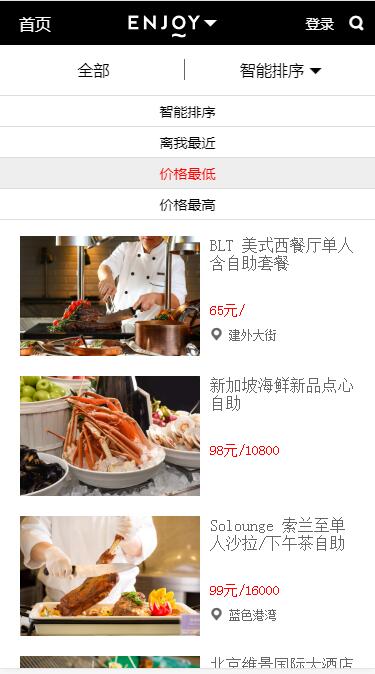 首页
ENJOY
登录
全部
智能排序
智能排序
离我最近
价格最低
价格最高
BLT 美式西餐厅单人
含自助套餐
65元/
建外大街
新加坡海鲜新品点心
自助
98元/10800
Solounge 索兰至单
人沙拉/下午茶自助
99元/16000
蓝色港湾
北京维景国际大酒店